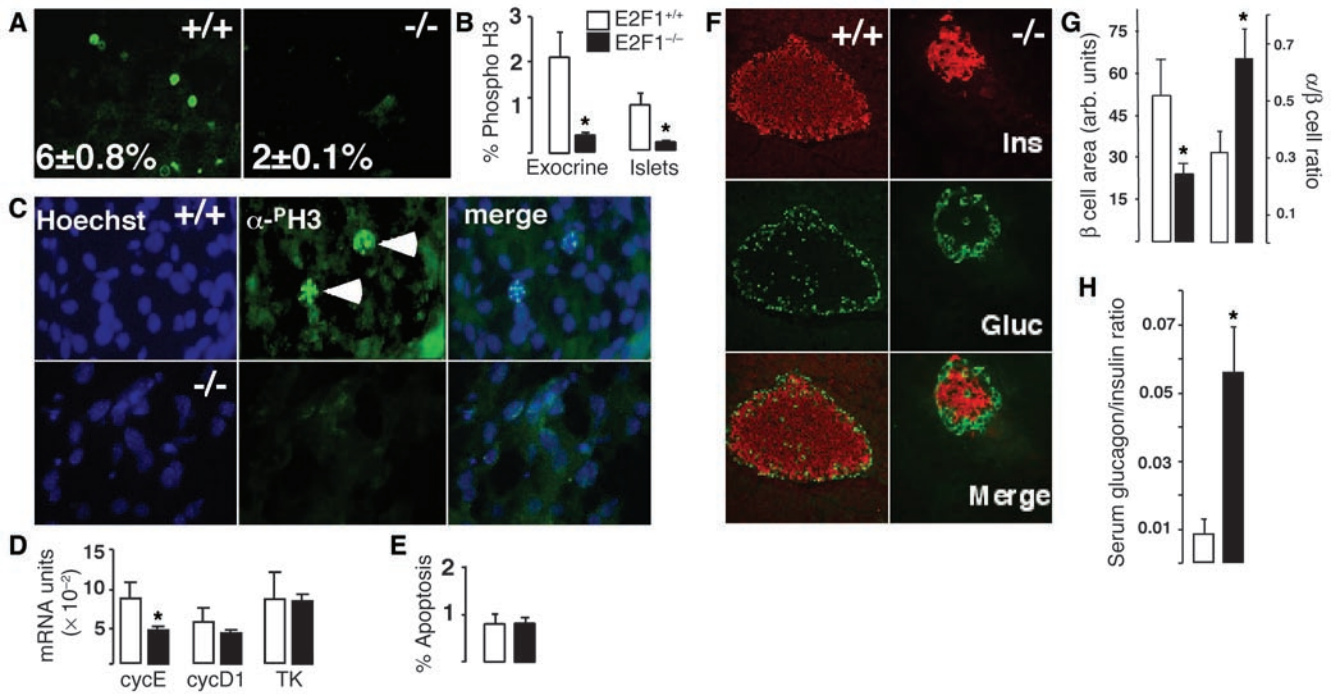 A
+/+
-/-
6±0.8%
2±0.1%
B
% Phospho H3
3
2
1
E2F1+/+
E2F1−/−
*
*
Exocrine
Islets
C
Hoechst
+/+
α-PH3
merge
-/-
D
mRNA units
(× 10−2)
15
10
5
*
cycE
cycD1
TK
E
% Apoptosis
2
1
F
+/+
-/-
Ins
Gluc
Merge
G
β cell area (arb. units)
75
60
45
30
15
*
*
0.7
0.5
0.3
0.1
α/β cell ratio
H
Serum glucagon/insulin ratio
0.07
0.05
0.03
0.01
*